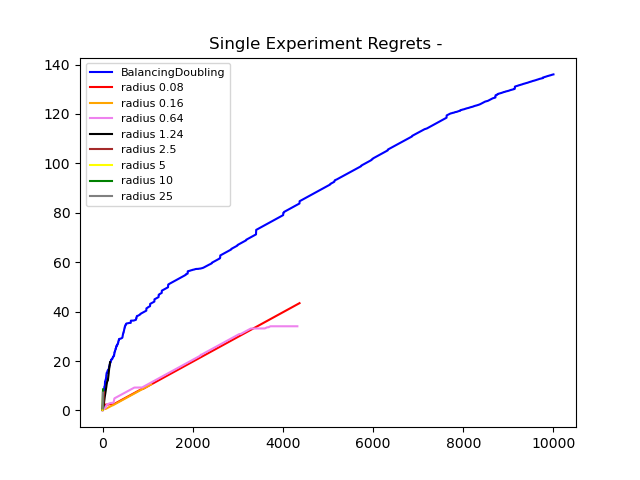 Single Experiment Regrets -
BalancingDoubling
radius 0.08
radius 0.16
radius 0.64
radius 1.24
radius 2.5
radius 5
radius 10
radius 25
140
120
100
80
60
40
20
0
0 2000 4000 6000 8000 10000